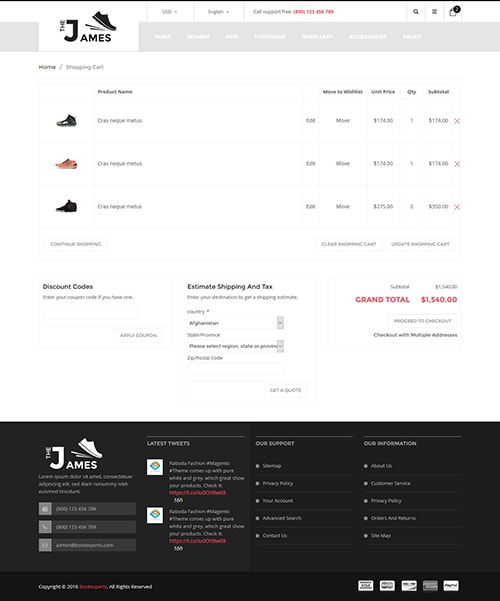 USD
English
Call support free: (800) 123 456 789
2
THE JAMES
HOME WOMEN MEN FOOTWEAR JEWELLERY ACCESSORIES PAGES
Home / Shopping Cart
Product Name Move to Wishlist Unit Price Qty Subtotal
Cras neque metus Edit Move $174.00 1 $174.00
Cras neque metus Edit Move $174.00 1 $174.00
Cras neque metus Edit Move $275.00 2 $350.00
CONTINUE SHOPPING CLEAR SHOPPING CART UPDATE SHOPPING CART
Discount Codes
Enter your coupon code if you have one.
APPLY COUPON
Estimate Shipping And Tax
Enter your destination to get a shipping estimate.
country *
Afghanistan
State/Province
Please select region, state or provin
Zip/Postal Code
GET A QUOTE
Subtotal $1,540.00
GRAND TOTAL $1,540.00
PROCEED TO CHECKOUT
Checkout with Multiple Addresses
THE JAMES
Lorem ipsum dolor sit amet, consectetuer
adipiscing elit, sed diam nonummy nibh
euismod tincidunt.
(800) 123 456 789
(800) 123 456 789
admin@bootexperts.com
LATEST TWEETS
Raboda Fashion #Magento
#Theme comes up with pure
white and grey, which great show
your products. Check it:
16h
Raboda Fashion #Magento
#Theme comes up with pure
white and grey, which great show
your products. Check it:
16h
OUR SUPPORT
Sitemap
Privacy Policy
Your Account
Advanced Search
Contact Us
OUR INFORMATION
About Us
Customer Service
Privacy Policy
Orders And Returns
Site Map
Copyright © 2016 Bootexperts. All Rights Reserved
PayPal